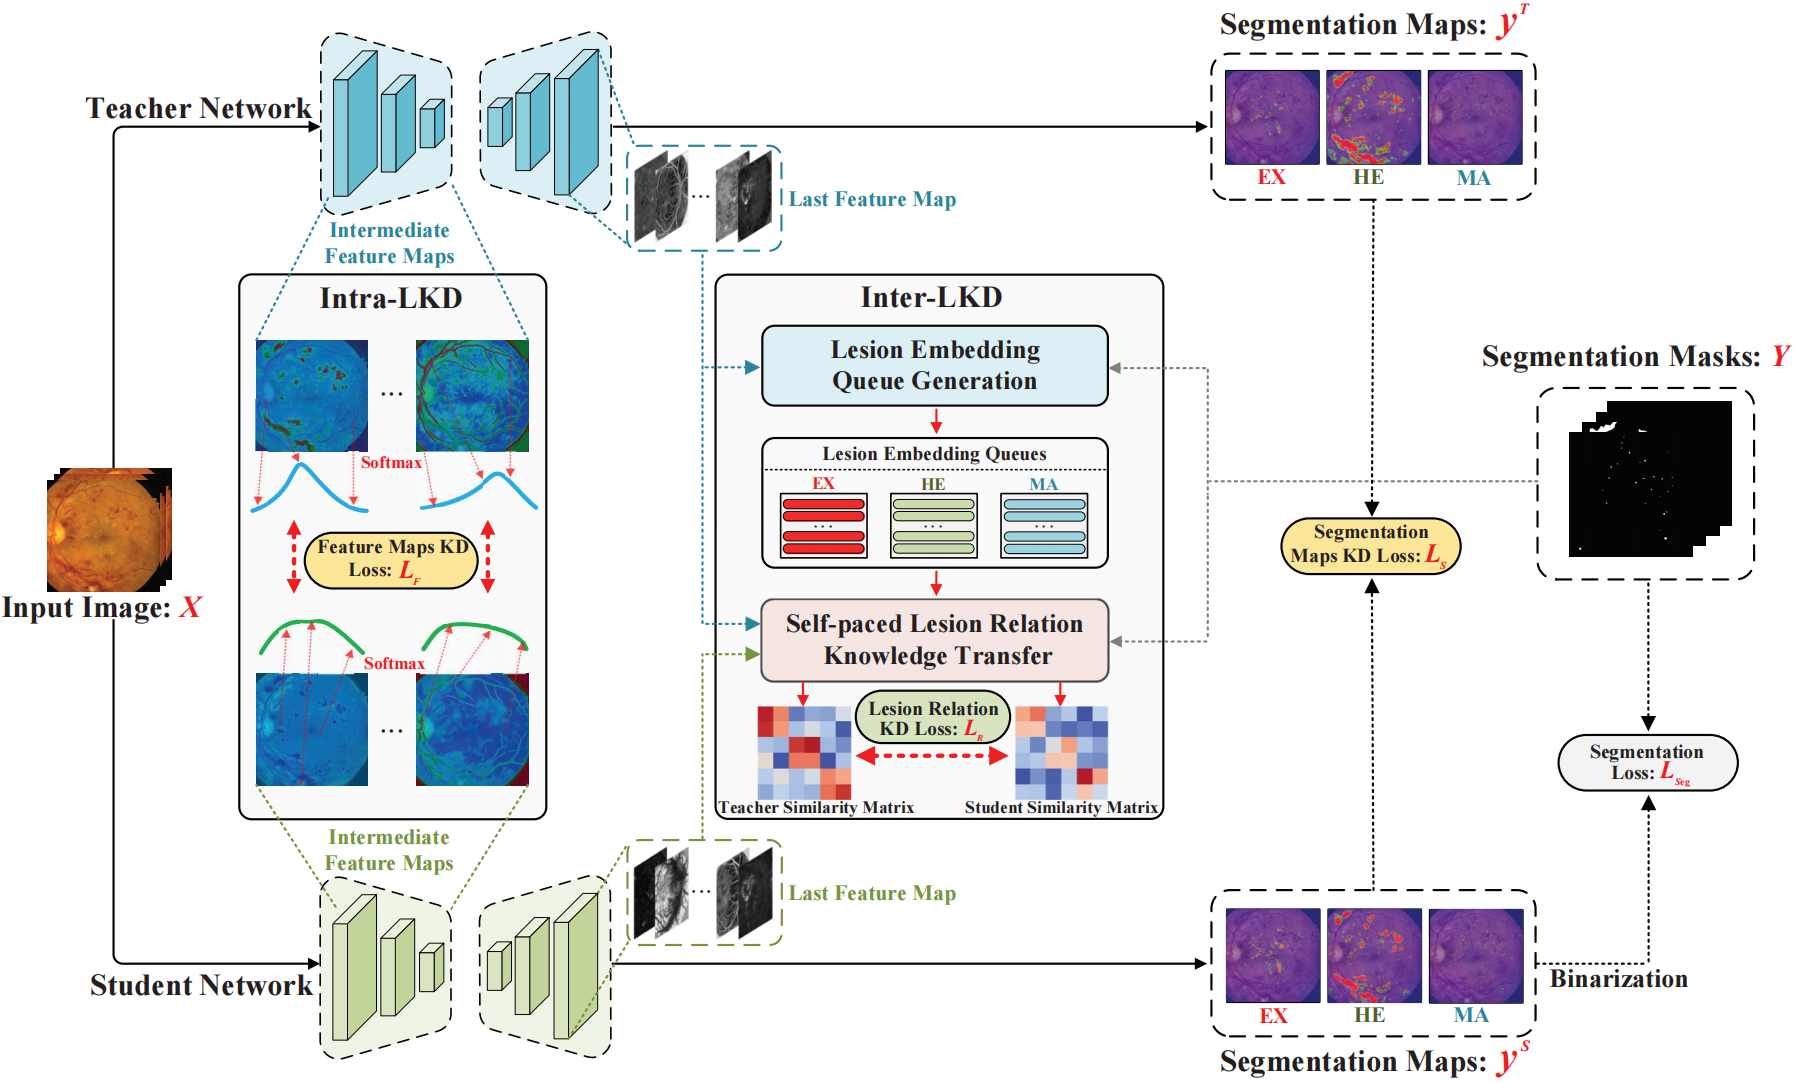 Segmentation Maps: y^T
Teacher Network
EX HE MA
Last Feature Map
Intermediate
Feature Maps
Intra-LKD
Inter-LKD
Lesion Embedding
Queue Generation
Segmentation Masks: Y
...
Softmax
Lesion Embedding Queues
EX HE MA
... ... ...
Feature Maps KD
Loss: L_F
Segmentation
Maps KD Loss: L_S
Input Image: X
Self-paced Lesion Relation
Knowledge Transfer
Softmax
...
Lesion Relation
KD Loss: L_R
Segmentation
Loss: L_Seg
Teacher Similarity Matrix
Student Similarity Matrix
Intermediate
Feature Maps
...
Last Feature Map
Student Network
Binarization
EX HE MA
Segmentation Maps: y^S